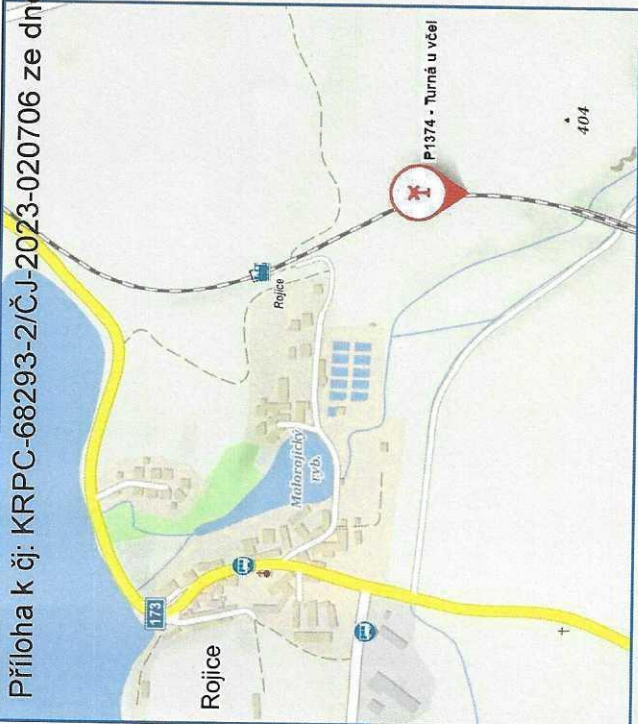 Příloha k čj: KRPC-68293-2/ČJ-2023-020706 ze dne
173
Rojice
Malorojický
ryb.
Rojice
P1374 - Turná u včel
404